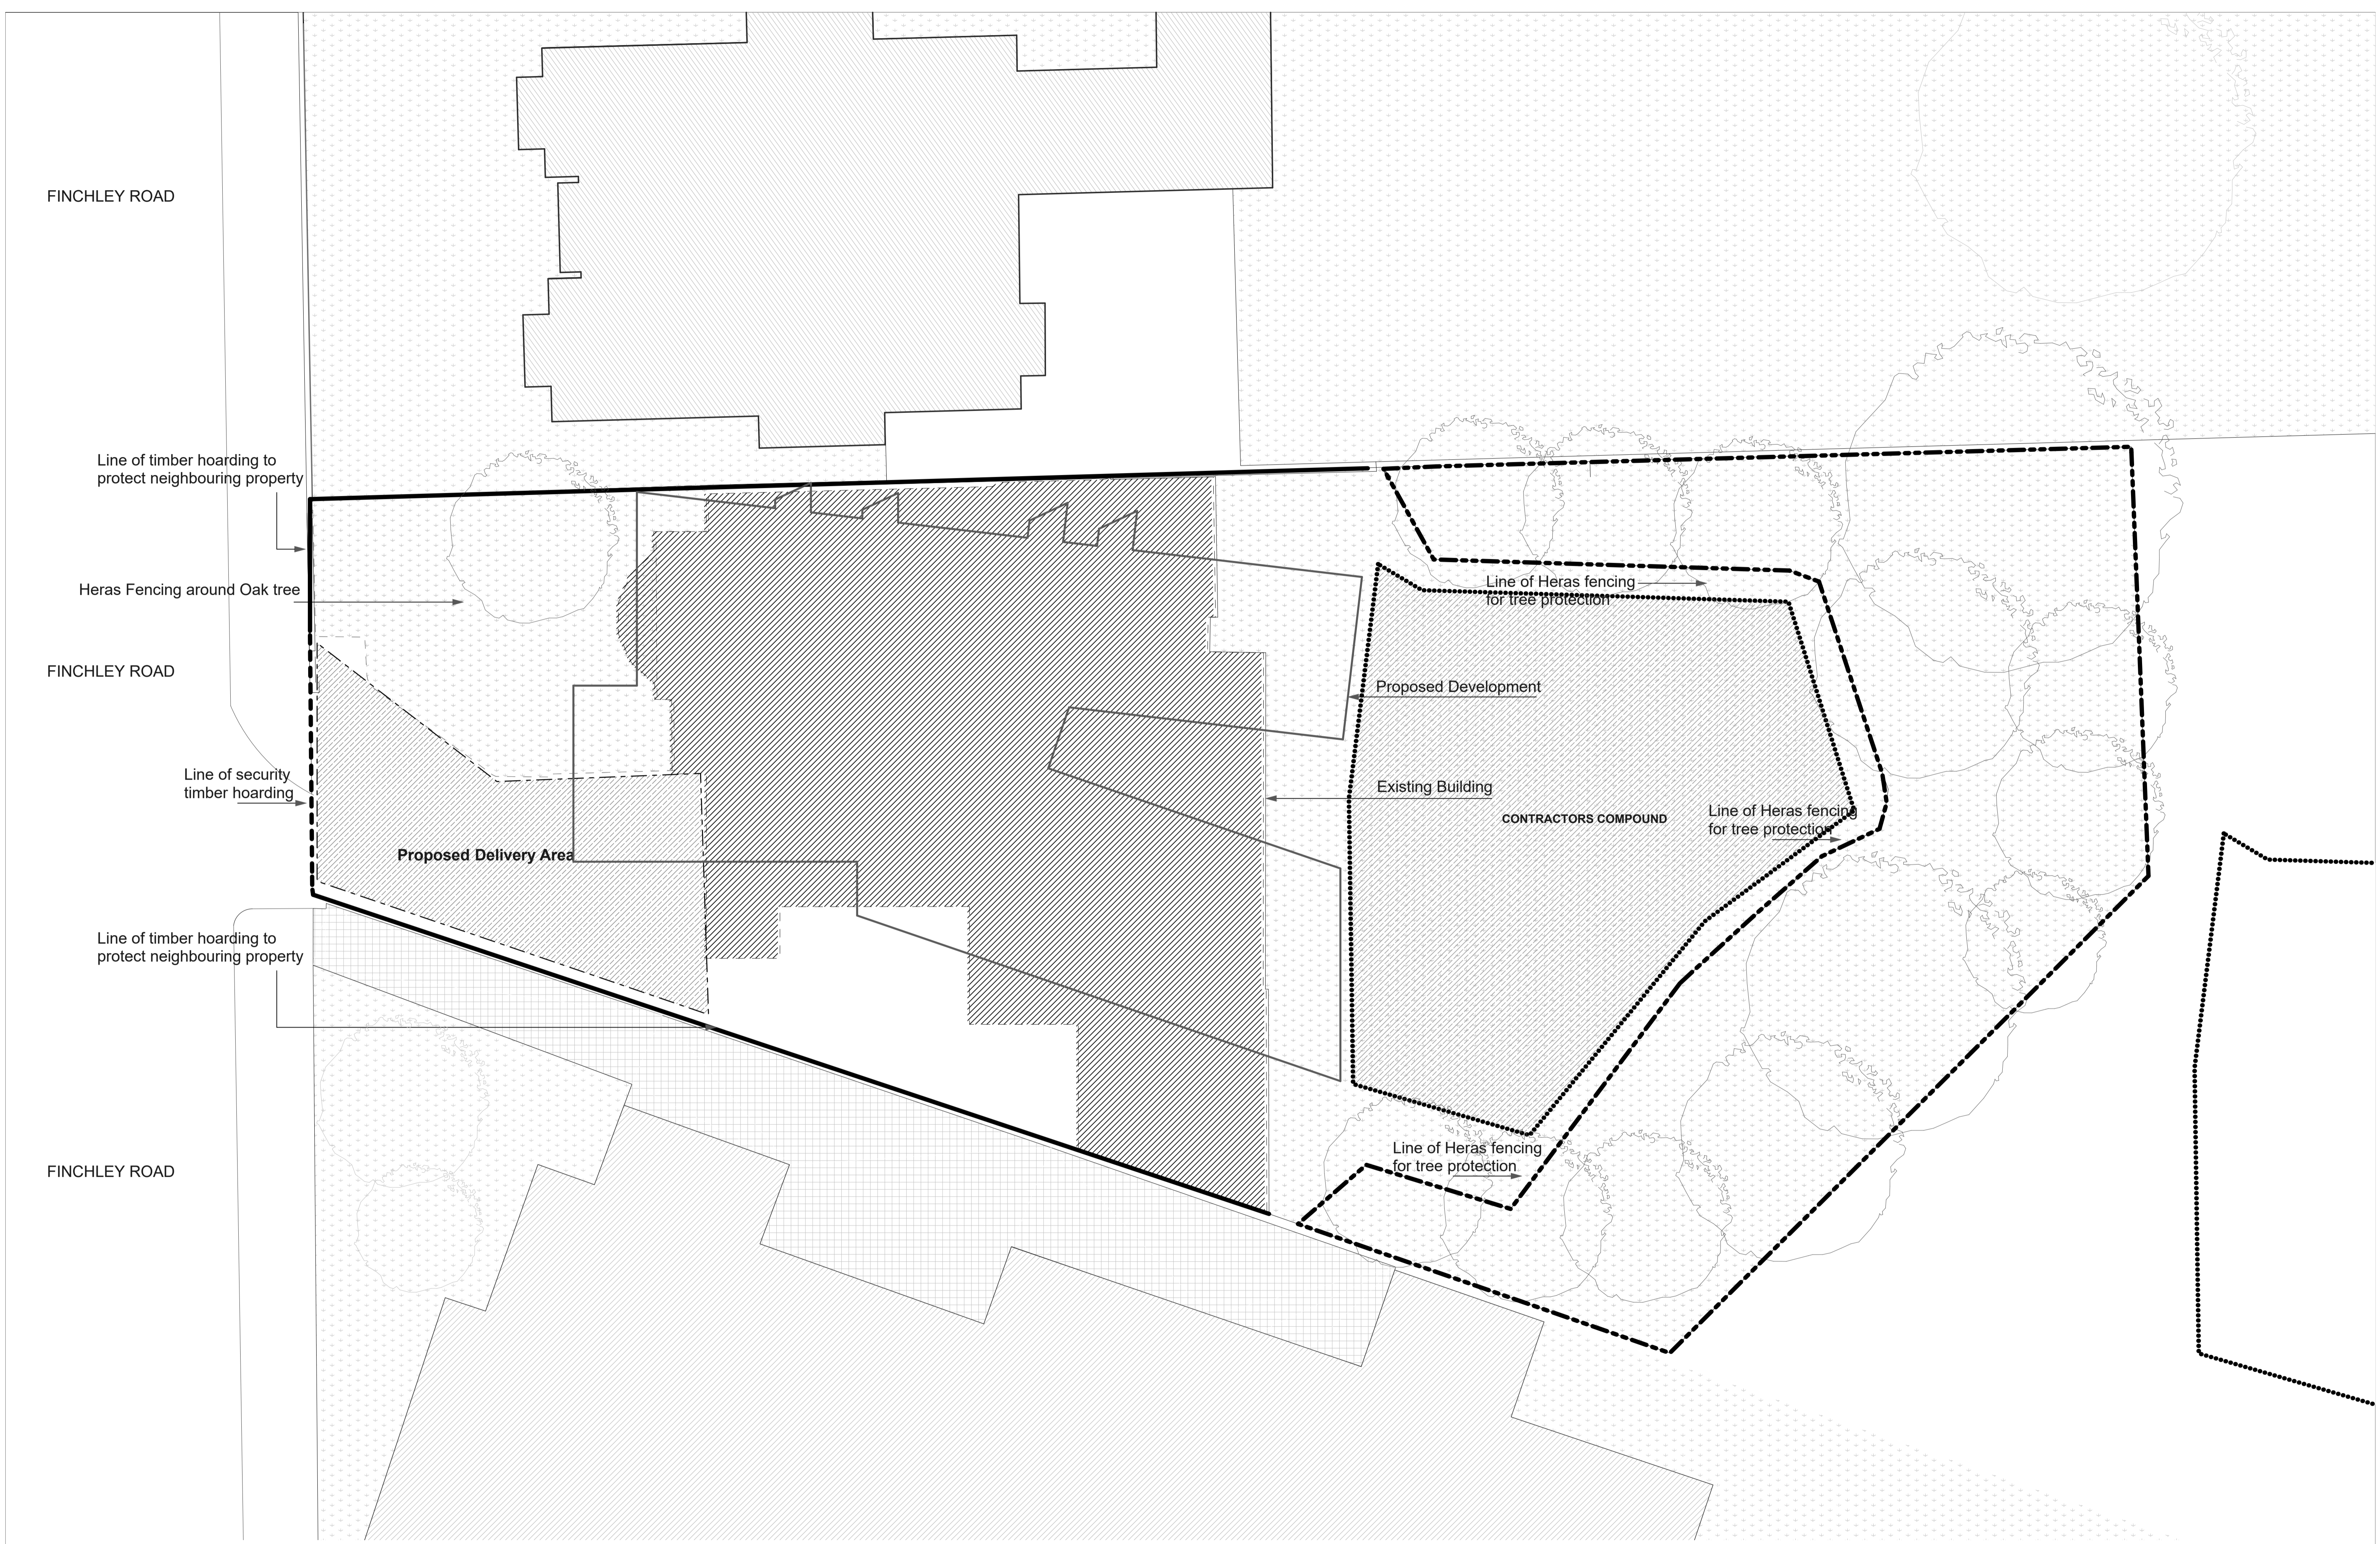 FINCHLEY ROAD
Line of timber hoarding to
protect neighbouring property
Heras Fencing around Oak tree
Line of Heras fencing
for tree protection
FINCHLEY ROAD
Proposed Development
Line of security
timber hoarding
Existing Building
CONTRACTORS COMPOUND
Line of Heras fencing
for tree protection
Proposed Delivery Area
Line of timber hoarding to
protect neighbouring property
Line of Heras fencing
for tree protection
FINCHLEY ROAD